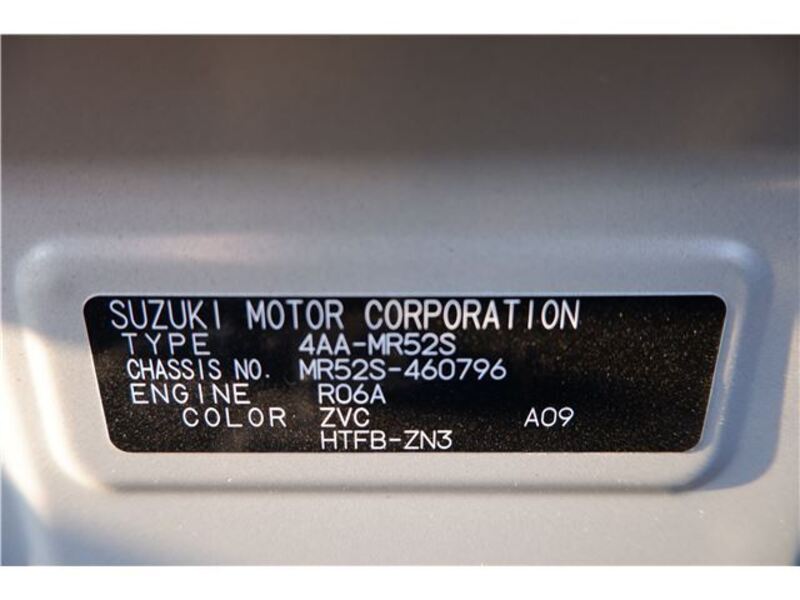 SUZUKI MOTOR CORPORATION
TYPE 4AA-MR52S
CHASSIS NO. MR52S-460796
ENGINE R06A
COLOR ZVC A09
HTFB-ZN3